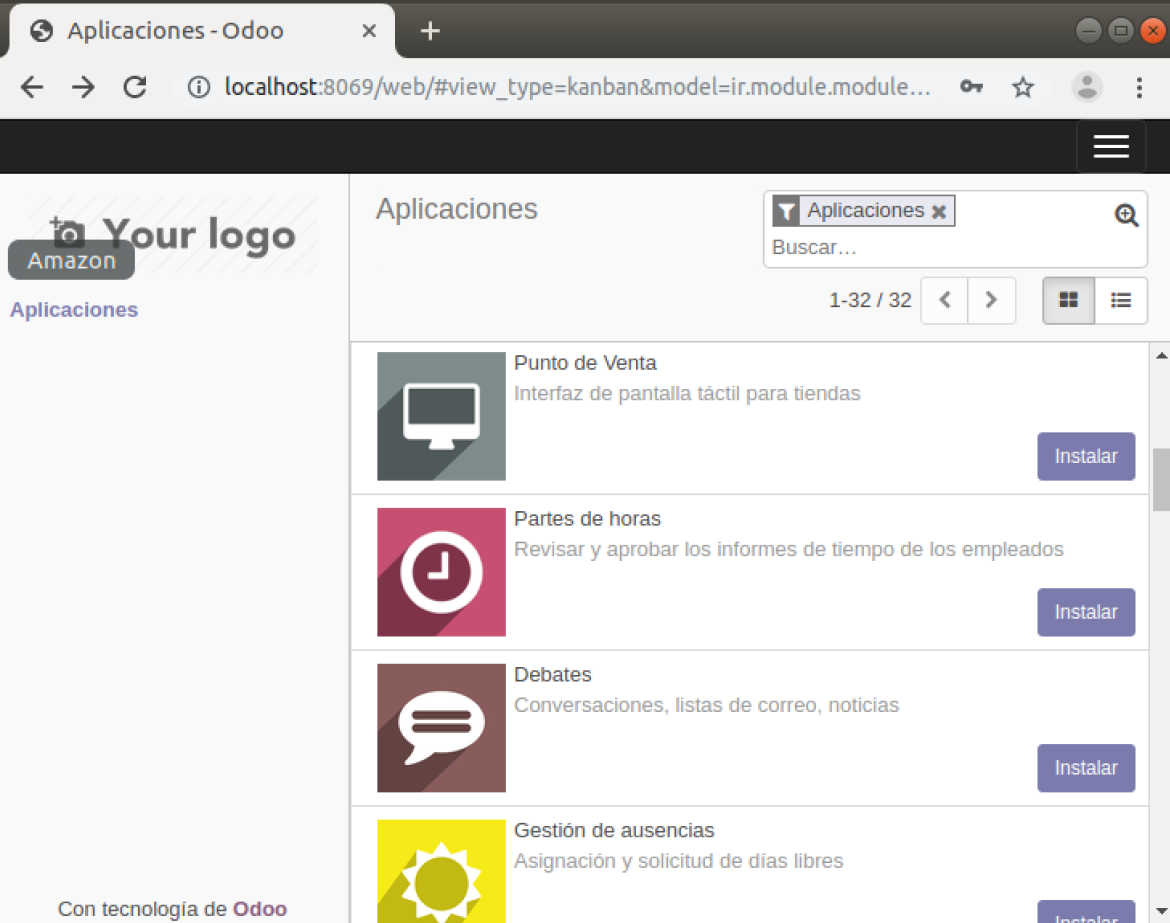 Aplicaciones - Odoo
localhost:8069/web/#view_type=kanban&model=ir.module.module...
Your logo
Amazon
Aplicaciones
Aplicaciones
Aplicaciones
Buscar...
1-32 / 32
Punto de Venta
Interfaz de pantalla táctil para tiendas
Instalar
Partes de horas
Revisar y aprobar los informes de tiempo de los empleados
Instalar
Debates
Conversaciones, listas de correo, noticias
Instalar
Gestión de ausencias
Asignación y solicitud de días libres
Instalar
Con tecnología de Odoo